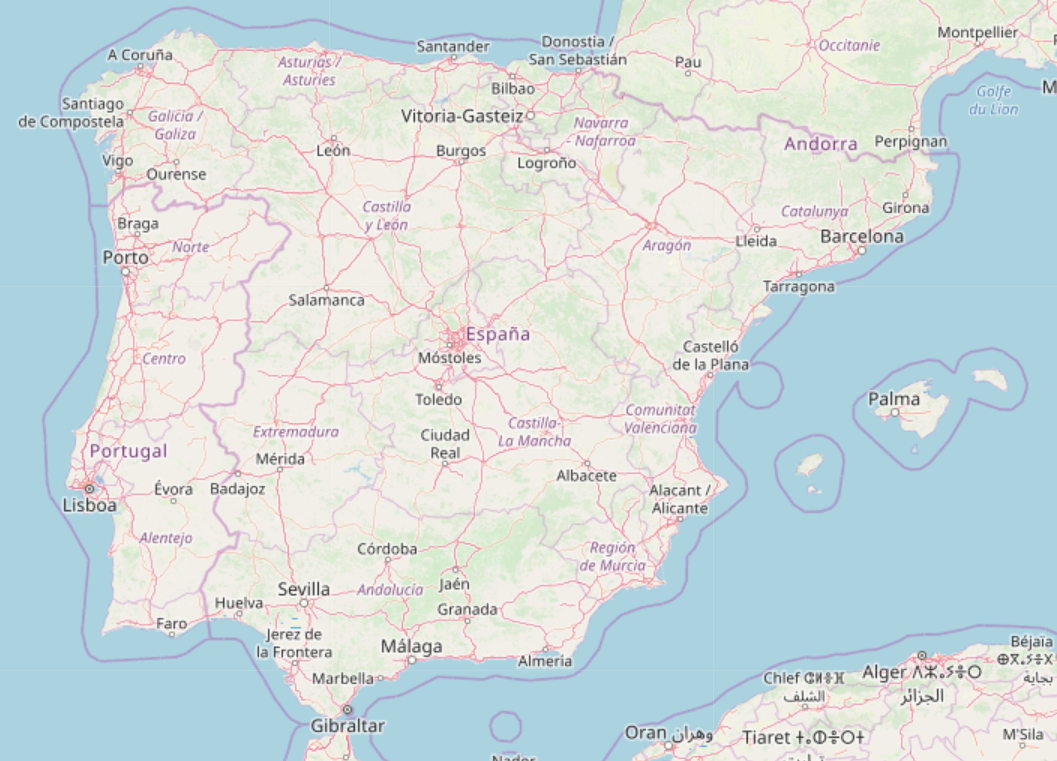 A Coruña
Santander
Donostia /
San Sebastián
Pau
Occitanie
Montpellier
Asturias /
Asturies
Bilbao
Golfe
du Lion
Santiago
de Compostela
Galicia /
Galiza
Vitoria-Gasteiz
Navarra
- Nafarroa
Andorra
Perpignan
León
Burgos
Logroño
Vigo
Ourense
Castilla
y León
Catalunya
Girona
Braga
Norte
Aragón
Lleida
Barcelona
Porto
Tarragona
Salamanca
España
Móstoles
Castelló
de la Plana
Centro
Toledo
Palma
Extremadura
Castilla-
La Mancha
Comunitat
Valenciana
Portugal
Ciudad
Real
Mérida
Albacete
Lisboa
Évora
Badajoz
Alacant /
Alicante
Alentejo
Córdoba
Región
de Murcia
Sevilla
Andalucía
Jaén
Huelva
Granada
Faro
Jerez de
la Frontera
Málaga
Almería
Marbella
Gibraltar
Béjaïa
ⴱⴳⴰⵢⴻⵜ
بجاية
Chlef
الشلف
Alger ⴷⵣⴰⵢⵔ
الجزائر
Oran وهران
Tiaret ⵜⴰⵀⵔⵜ
M'Sila
Nador